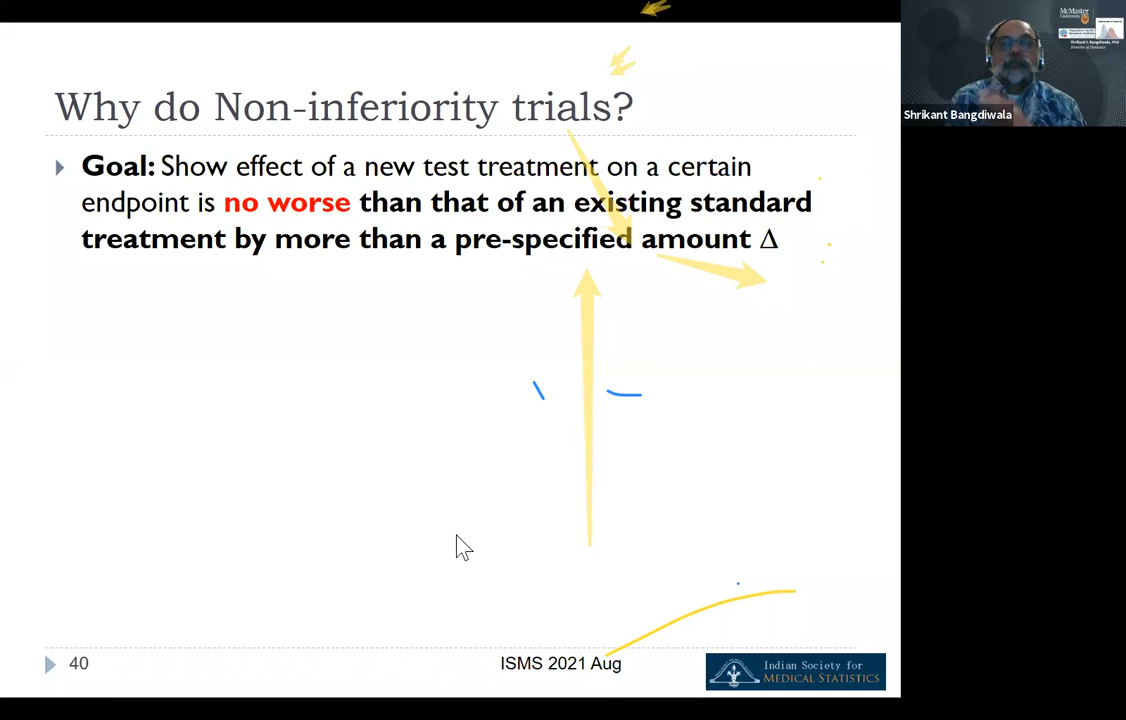 Why do Non-inferiority trials?
Goal: Show effect of a new test treatment on a certain
endpoint is no worse than that of an existing standard
treatment by more than a pre-specified amount Δ
40
ISMS 2021 Aug
Indian Society for
MEDICAL STATISTICS
McMaster
University
Shrikant Bangdiwala